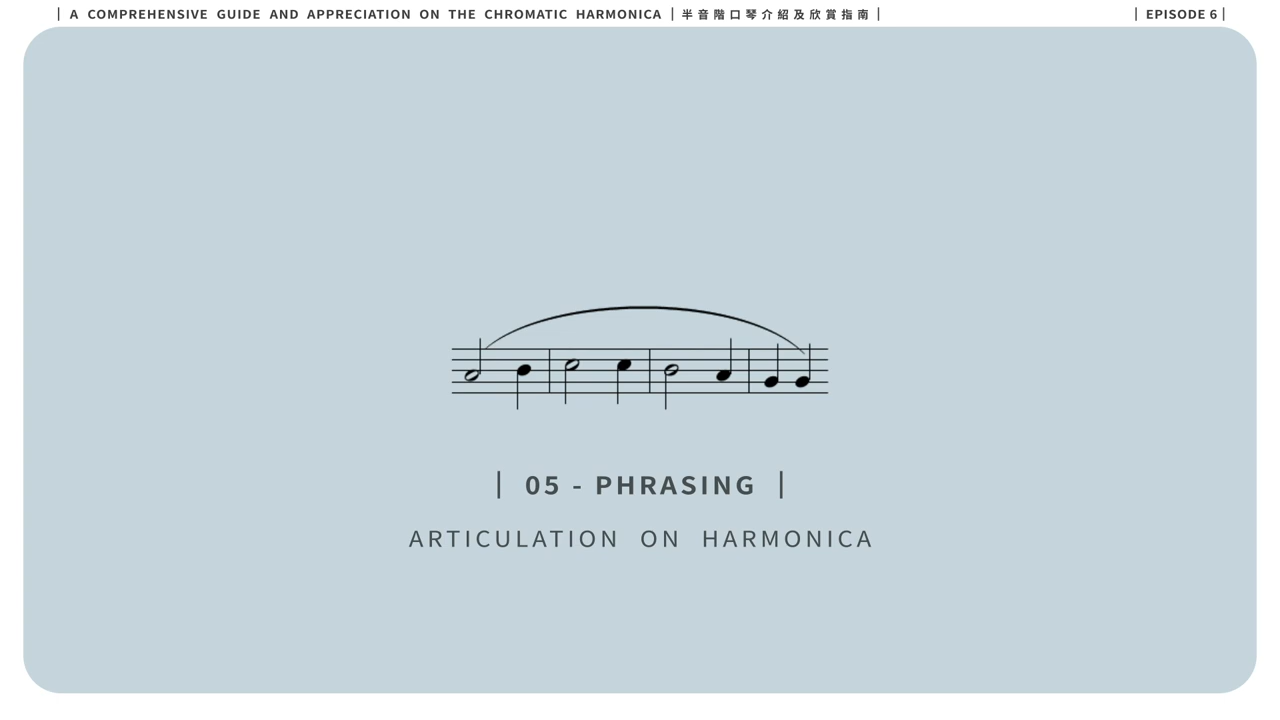 | A COMPREHENSIVE GUIDE AND APPRECIATION ON THE CHROMATIC HARMONICA | 半音階口琴介紹及欣賞指南 |
| EPISODE 6 |
| 05 - PHRASING |
ARTICULATION ON HARMONICA